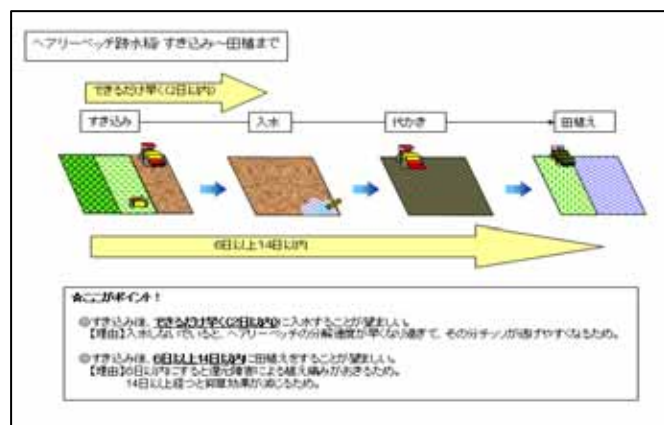 ヘアリーベッチ跡水稲 すき込み～田植まで
できるだけ早く(2日以内)
すき込み
入水
代かき
田植え
6日以上14日以内
★ここがポイント！
◎すき込み後、できるだけ早く(2日以内)に入水することが望ましい。
【理由】入水しないでいると、ヘアリーベッチの分解速度が早くなり過ぎて、その分チッソが逃げやすくなるため。
◎すき込み後、6日以上14日以内に田植えをすることが望ましい。
【理由】6日以内にすると還元障害による植え傷みがおきるため。
14日以上経つと抑草効果が減じるため。